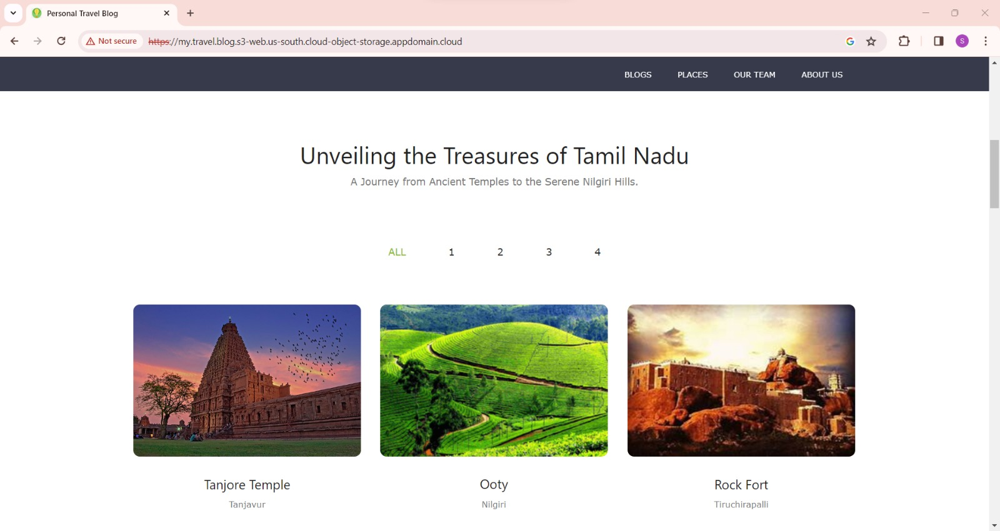 Personal Travel Blog
Not secure https://my.travel.blog.s3-web.us-south.cloud-object-storage.appdomain.cloud
S
BLOGS PLACES OUR TEAM ABOUT US
Unveiling the Treasures of Tamil Nadu
A Journey from Ancient Temples to the Serene Nilgiri Hills.
ALL 1 2 3 4
Tanjore Temple Ooty Rock Fort
Tanjavur Nilgiri Tiruchirapalli